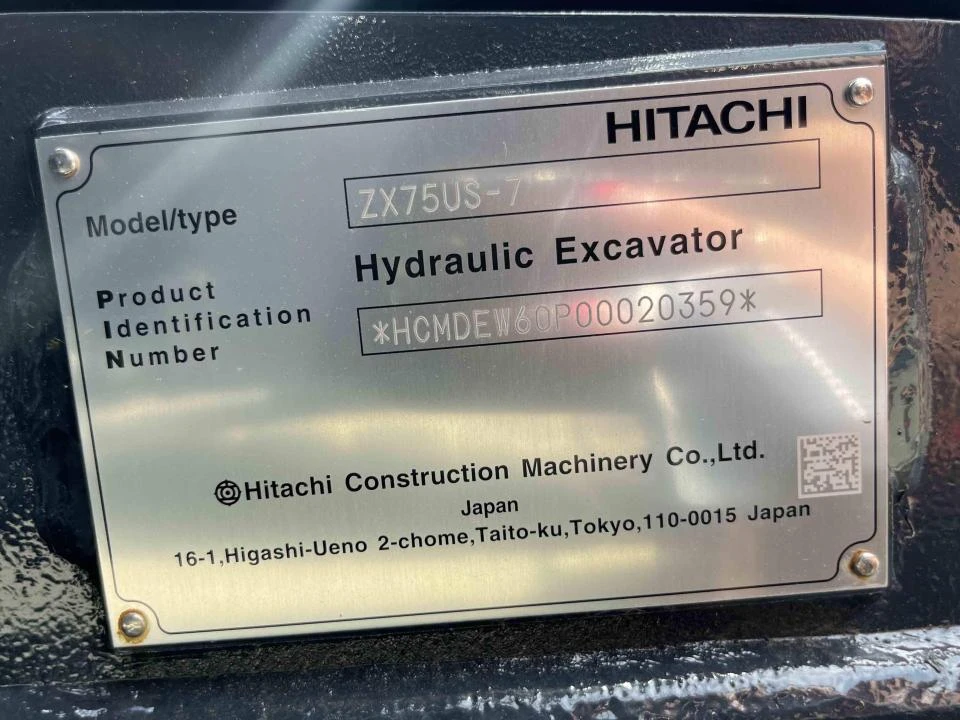 HITACHI
Model/type ZX75US-7
Hydraulic Excavator
Product
Identification
Number
*HCMDEW60P00020359*
Hitachi Construction Machinery Co.,Ltd.
Japan
16-1,Higashi-Ueno 2-chome,Taito-ku,Tokyo,110-0015 Japan